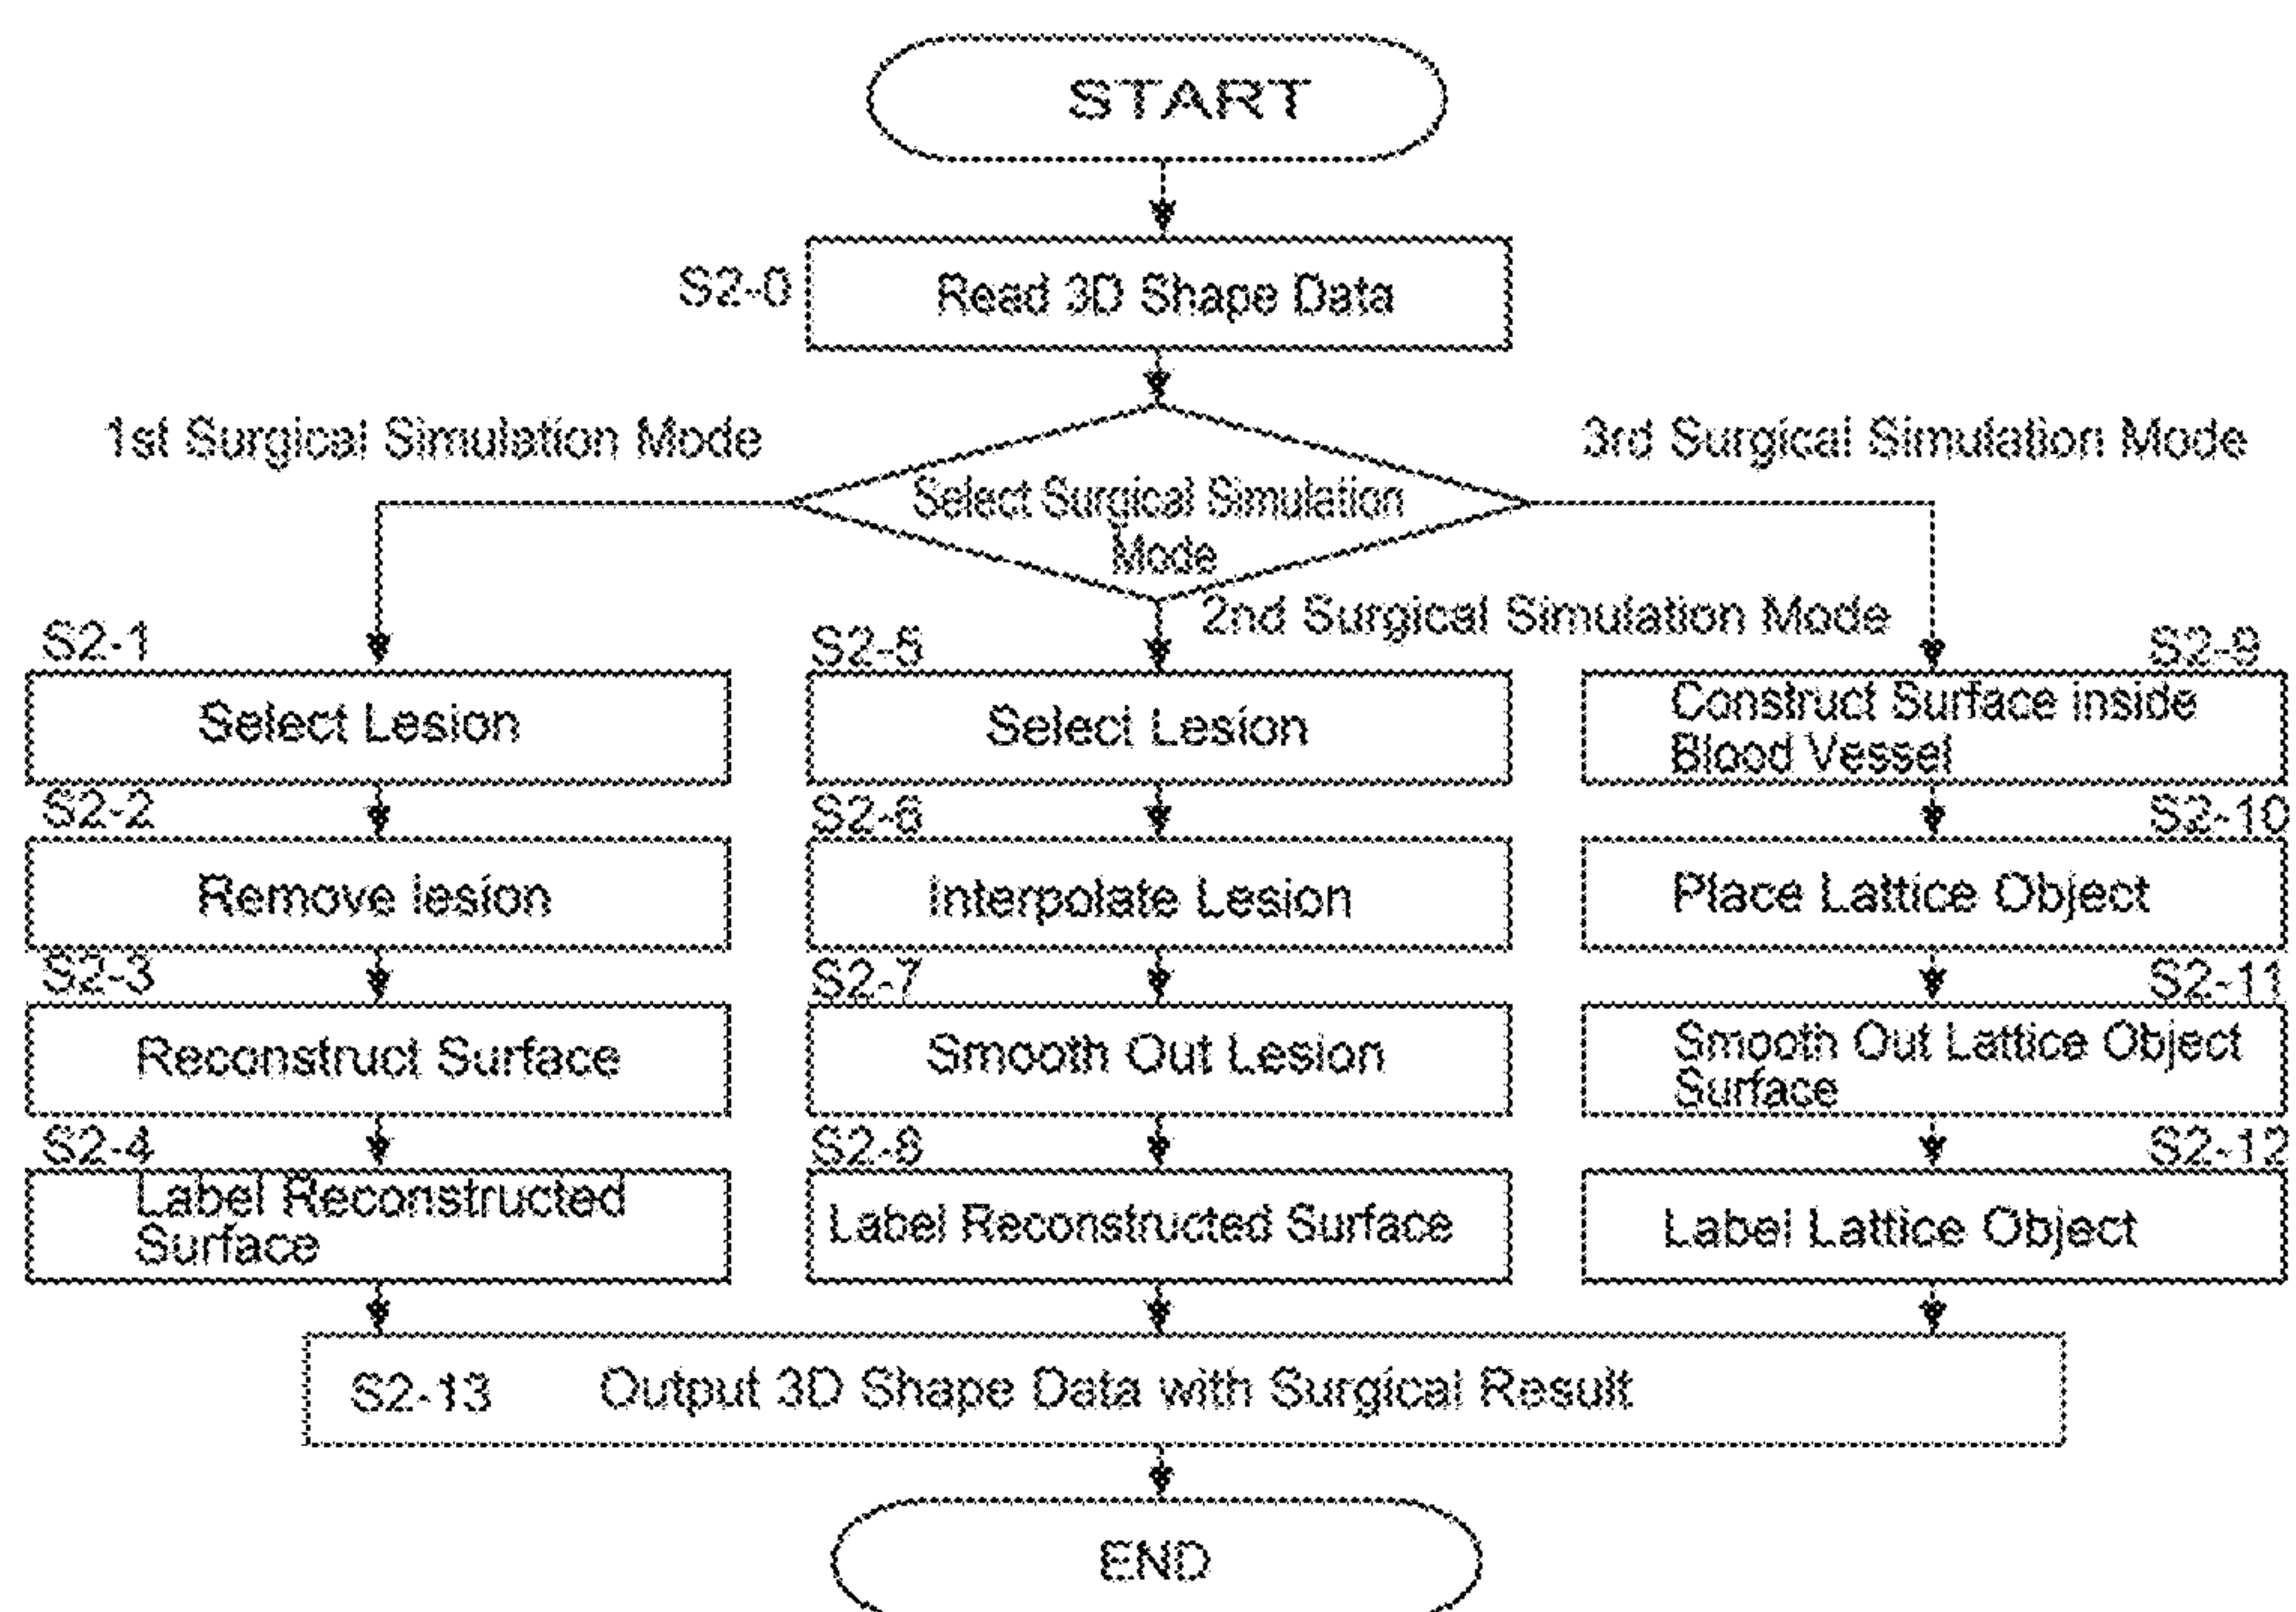 START
S2-0
Read 3D Shape Data
1st Surgical Simulation Mode
3rd Surgical Simulation Mode
Select Surgical Simulation
Mode
2nd Surgical Simulation Mode
S2-1
Select Lesion
S2-2
Remove lesion
S2-3
Reconstruct Surface
S2-4
Label Reconstructed
Surface
S2-5
Select Lesion
S2-6
Interpolate Lesion
S2-7
Smooth Out Lesion
S2-8
Label Reconstructed Surface
S2-9
Construct Surface inside
Blood Vessel
S2-10
Place Lattice Object
S2-11
Smooth Out Lattice Object
Surface
S2-12
Label Lattice Object
S2-13
Output 3D Shape Data with Surgical Result
END